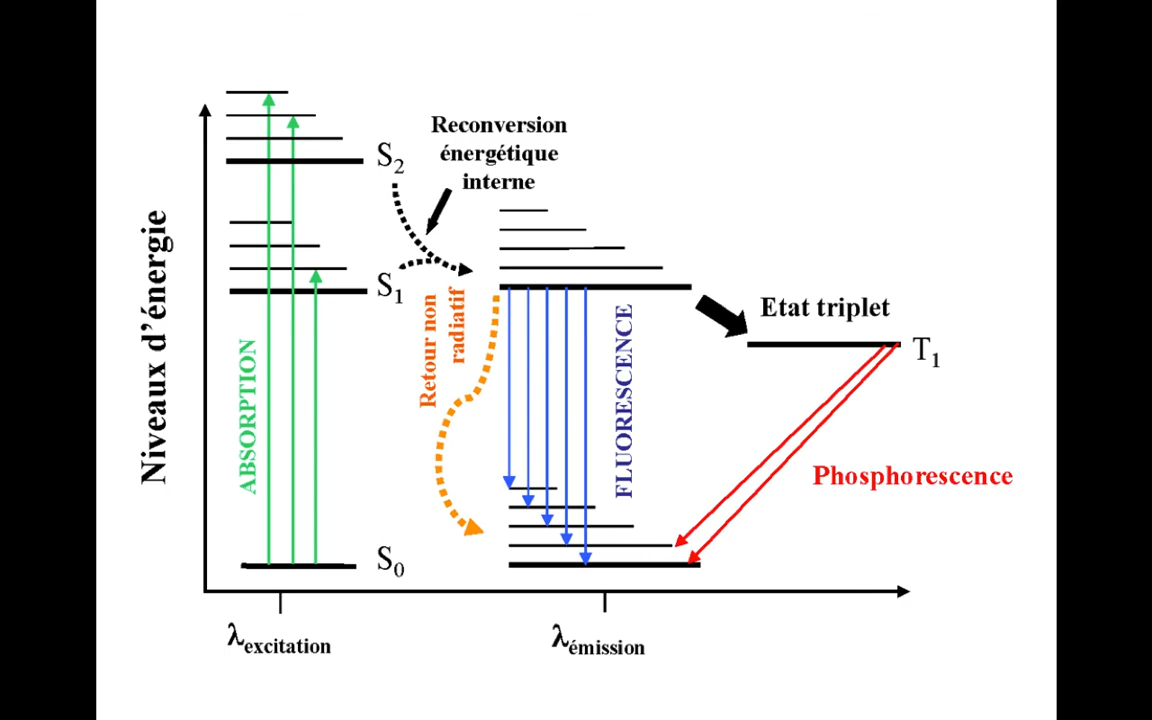 Reconversion
énergétique
interne
S2
S1
S0
Niveaux d'énergie
ABSORPTION
Retour non
radiatif
FLUORESCENCE
Etat triplet
T1
Phosphorescence
λexcitation
λémission